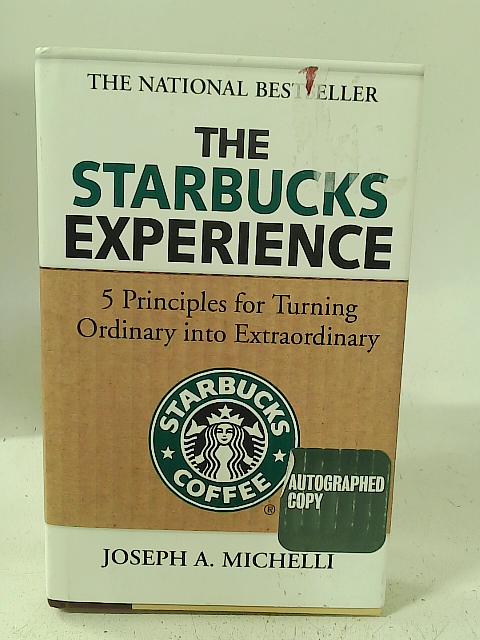 THE NATIONAL BESTSELLER
THE
STARBUCKS
EXPERIENCE
5 Principles for Turning
Ordinary into Extraordinary
STARBUCKS
COFFEE
®
AUTOGRAPHED
COPY
JOSEPH A. MICHELLI